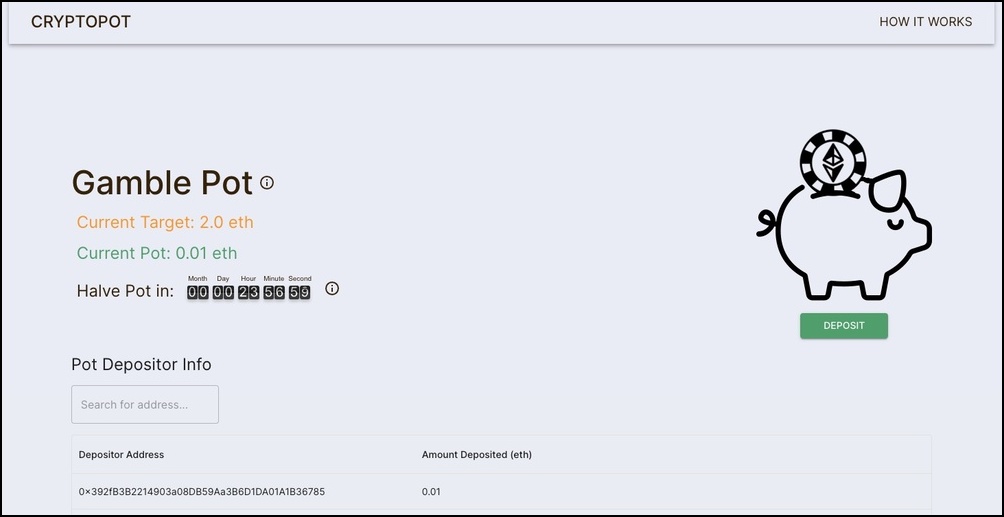 CRYPTOPOT HOW IT WORKS
Gamble Pot
Current Target: 2.0 eth
Current Pot: 0.01 eth
Month Day Hour Minute Second
Halve Pot in: 00 00 23 56 59
DEPOSIT
Pot Depositor Info
Search for address...
Depositor Address Amount Deposited (eth)
0x392fB3B2214903a08DB59Aa3B6D1DA01A1B36785 0.01